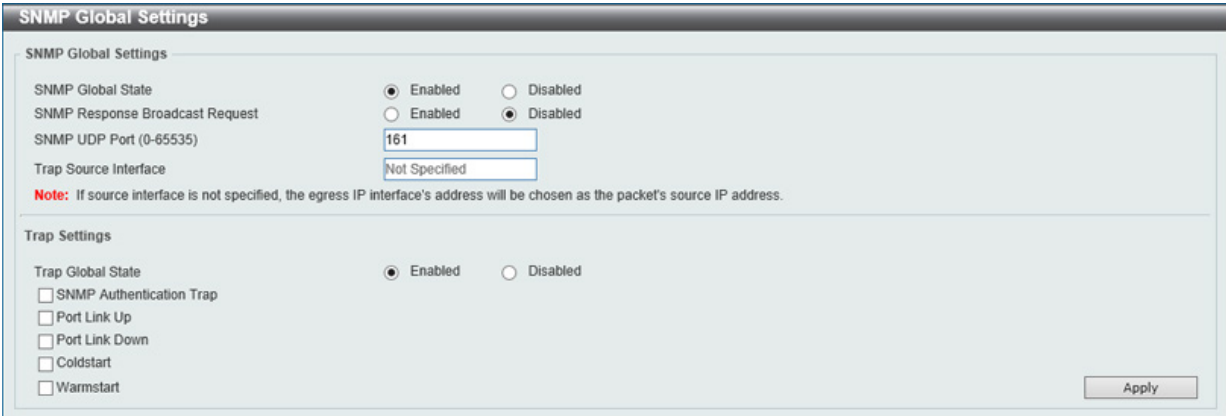 SNMP Global Settings
SNMP Global Settings
SNMP Global State Enabled Disabled
SNMP Response Broadcast Request Enabled Disabled
SNMP UDP Port (0-65535) 161
Trap Source Interface Not Specified
Note: If source interface is not specified, the egress IP interface's address will be chosen as the packet's source IP address.
Trap Settings
Trap Global State Enabled Disabled
SNMP Authentication Trap
Port Link Up
Port Link Down
Coldstart
Warmstart
Apply